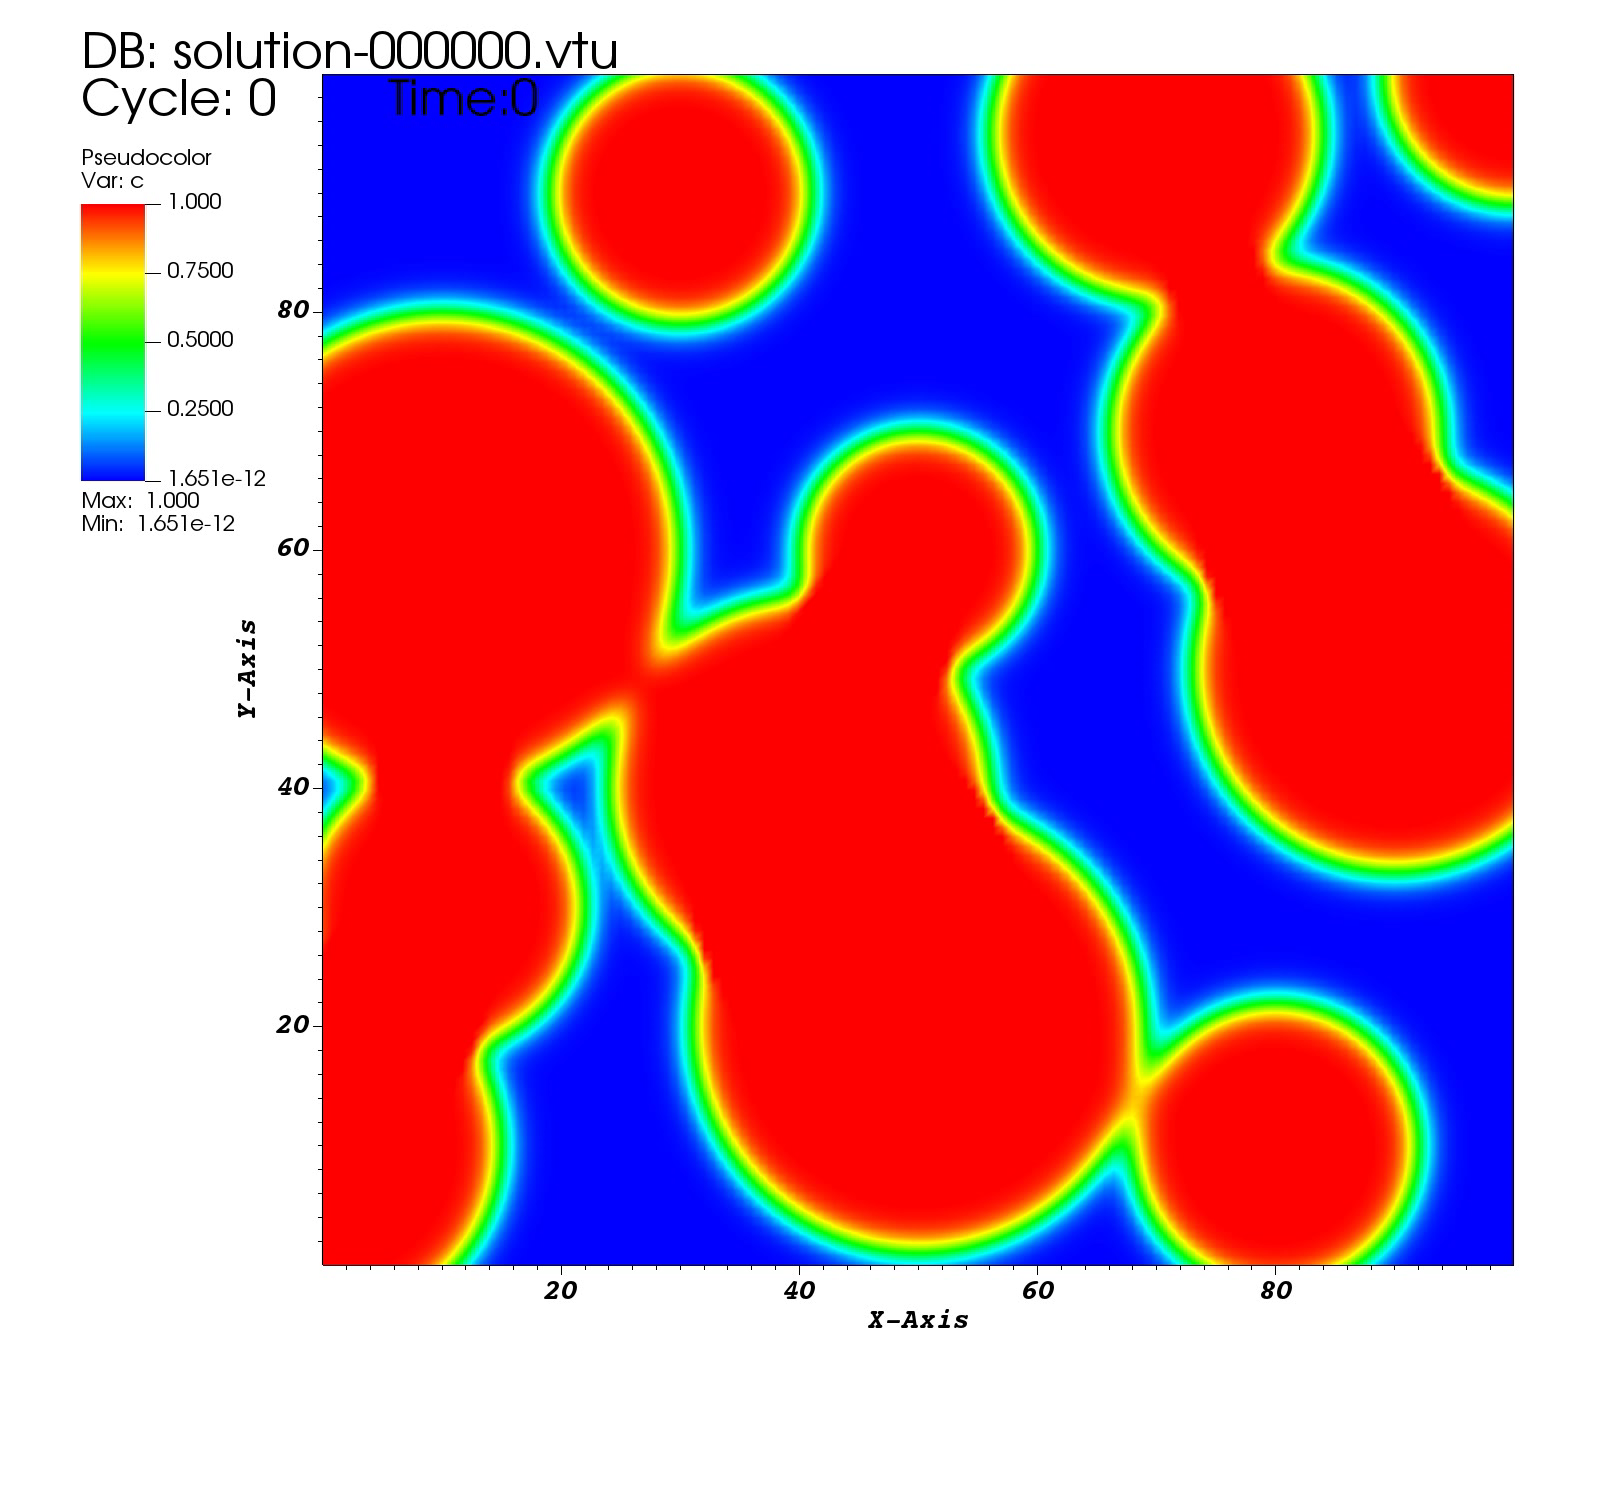 DB: solution-000000.vtu
Cycle: 0 Time:0
Pseudocolor
Var: c
1.000
0.7500
0.5000
0.2500
1.651e-12
Max: 1.000
Min: 1.651e-12
80
60
40
20
Y-Axis
20 40 60 80
X-Axis